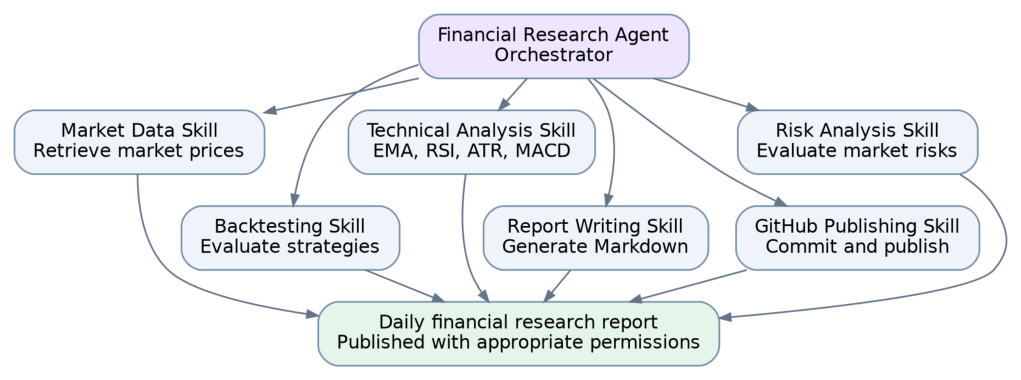 Financial Research Agent
Orchestrator
Market Data Skill
Retrieve market prices
Technical Analysis Skill
EMA, RSI, ATR, MACD
Risk Analysis Skill
Evaluate market risks
Backtesting Skill
Evaluate strategies
Report Writing Skill
Generate Markdown
GitHub Publishing Skill
Commit and publish
Daily financial research report
Published with appropriate permissions